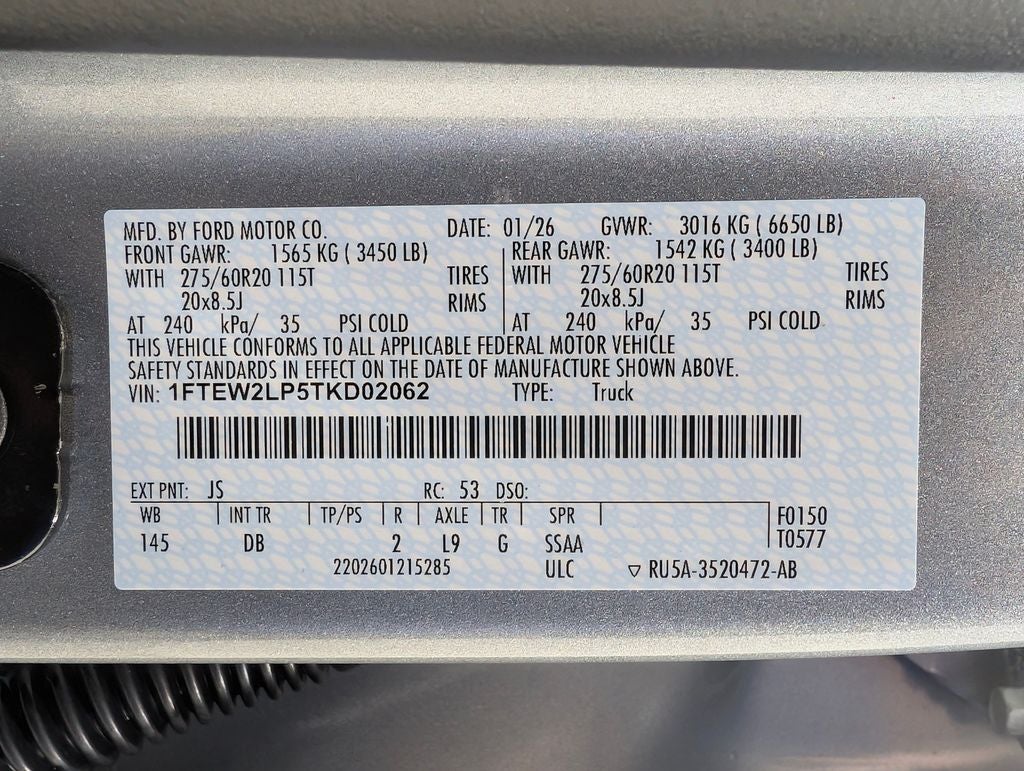 MFD. BY FORD MOTOR CO. DATE: 01/26 GVWR: 3016 KG ( 6650 LB)
FRONT GAWR: 1565 KG ( 3450 LB) REAR GAWR: 1542 KG ( 3400 LB)
WITH 275/60R20 115T TIRES WITH 275/60R20 115T TIRES
20x8.5J RIMS 20x8.5J RIMS
AT 240 kPa/ 35 PSI COLD AT 240 kPa/ 35 PSI COLD
THIS VEHICLE CONFORMS TO ALL APPLICABLE FEDERAL MOTOR VEHICLE
SAFETY STANDARDS IN EFFECT ON THE DATE OF MANUFACTURE SHOWN ABOVE.
VIN: 1FTEW2LP5TKD02062 TYPE: Truck
EXT PNT: JS RC: 53 DSO:
WB INT TR TP/PS R AXLE TR SPR F0150
145 DB 2 L9 G SSAA T0577
2202601215285 ULC ▽ RU5A-3520472-AB